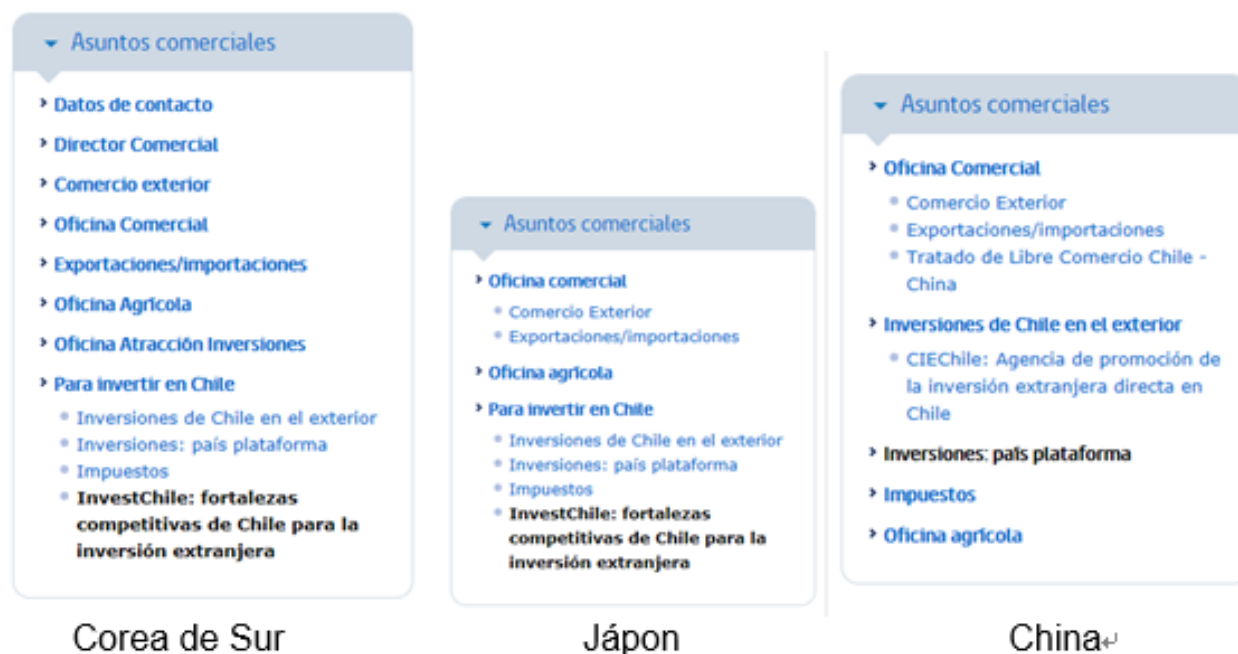 Asuntos comerciales
Datos de contacto
Director Comercial
Comercio exterior
Oficina Comercial
Exportaciones/importaciones
Oficina Agrícola
Oficina Atracción Inversiones
Para invertir en Chile
Inversiones de Chile en el exterior
Inversiones: país plataforma
Impuestos
InvestChile: fortalezas
competitivas de Chile para la
inversión extranjera
Corea de Sur
Asuntos comerciales
Oficina comercial
Comercio Exterior
Exportaciones/importaciones
Oficina agrícola
Para invertir en Chile
Inversiones de Chile en el exterior
Inversiones: país plataforma
Impuestos
InvestChile: fortalezas
competitivas de Chile para la
inversión extranjera
Jápon
Asuntos comerciales
Oficina Comercial
Comercio Exterior
Exportaciones/importaciones
Tratado de Libre Comercio Chile -
China
Inversiones de Chile en el exterior
CIEChile: Agencia de promoción de
la inversión extranjera directa en
Chile
Inversiones: país plataforma
Impuestos
Oficina agrícola
China